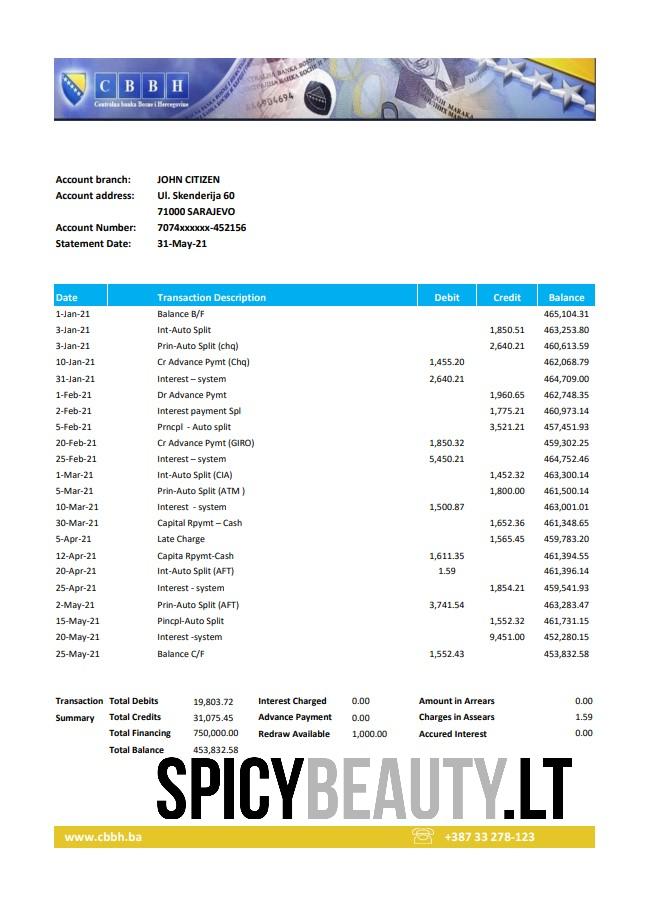 C B B H
Centralna banka Bosne i Hercegovine
Account branch: JOHN CITIZEN
Account address: Ul. Skenderija 60
71000 SARAJEVO
Account Number: 7074xxxxxx-452156
Statement Date: 31-May-21
Date Transaction Description Debit Credit Balance
1-Jan-21 Balance B/F 465,104.31
3-Jan-21 Int-Auto Split 1,850.51 463,253.80
3-Jan-21 Prin-Auto Split (chq) 2,640.21 460,613.59
10-Jan-21 Cr Advance Pymt (Chq) 1,455.20 462,068.79
31-Jan-21 Interest – system 2,640.21 464,709.00
1-Feb-21 Dr Advance Pymt 1,960.65 462,748.35
2-Feb-21 Interest payment Spl 1,775.21 460,973.14
5-Feb-21 Prncpl - Auto split 3,521.21 457,451.93
20-Feb-21 Cr Advance Pymt (GIRO) 1,850.32 459,302.25
25-Feb-21 Interest – system 5,450.21 464,752.46
1-Mar-21 Int-Auto Split (CIA) 1,452.32 463,300.14
5-Mar-21 Prin-Auto Split (ATM ) 1,800.00 461,500.14
10-Mar-21 Interest - system 1,500.87 463,001.01
30-Mar-21 Capital Rpymt – Cash 1,652.36 461,348.65
5-Apr-21 Late Charge 1,565.45 459,783.20
12-Apr-21 Capita Rpymt-Cash 1,611.35 461,394.55
20-Apr-21 Int-Auto Split (AFT) 1.59 461,396.14
25-Apr-21 Interest - system 1,854.21 459,541.93
2-May-21 Prin-Auto Split (AFT) 3,741.54 463,283.47
15-May-21 Pincpl-Auto Split 1,552.32 461,731.15
20-May-21 Interest -system 9,451.00 452,280.15
25-May-21 Balance C/F 1,552.43 453,832.58
Transaction Total Debits 19,803.72 Interest Charged 0.00 Amount in Arrears 0.00
Summary Total Credits 31,075.45 Advance Payment 0.00 Charges in Assears 1.59
Total Financing 750,000.00 Redraw Available 1,000.00 Accured Interest 0.00
Total Balance 453,832.58
SPICYBEAUTY.LT
www.cbbh.ba +387 33 278-123